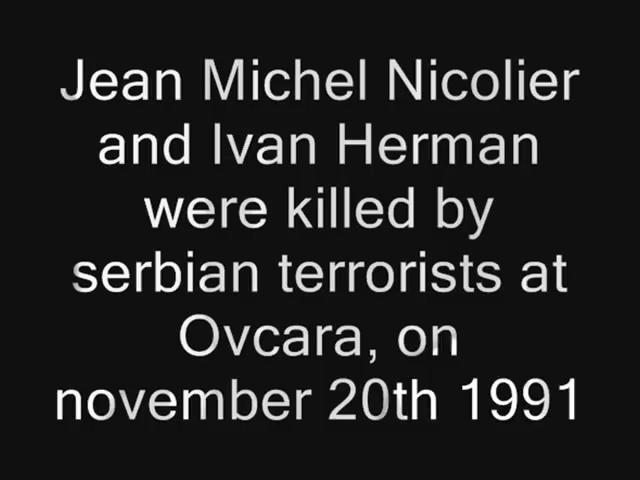 Jean Michel Nicolier
and Ivan Herman
were killed by
serbian terrorists at
Ovcara, on
november 20th 1991